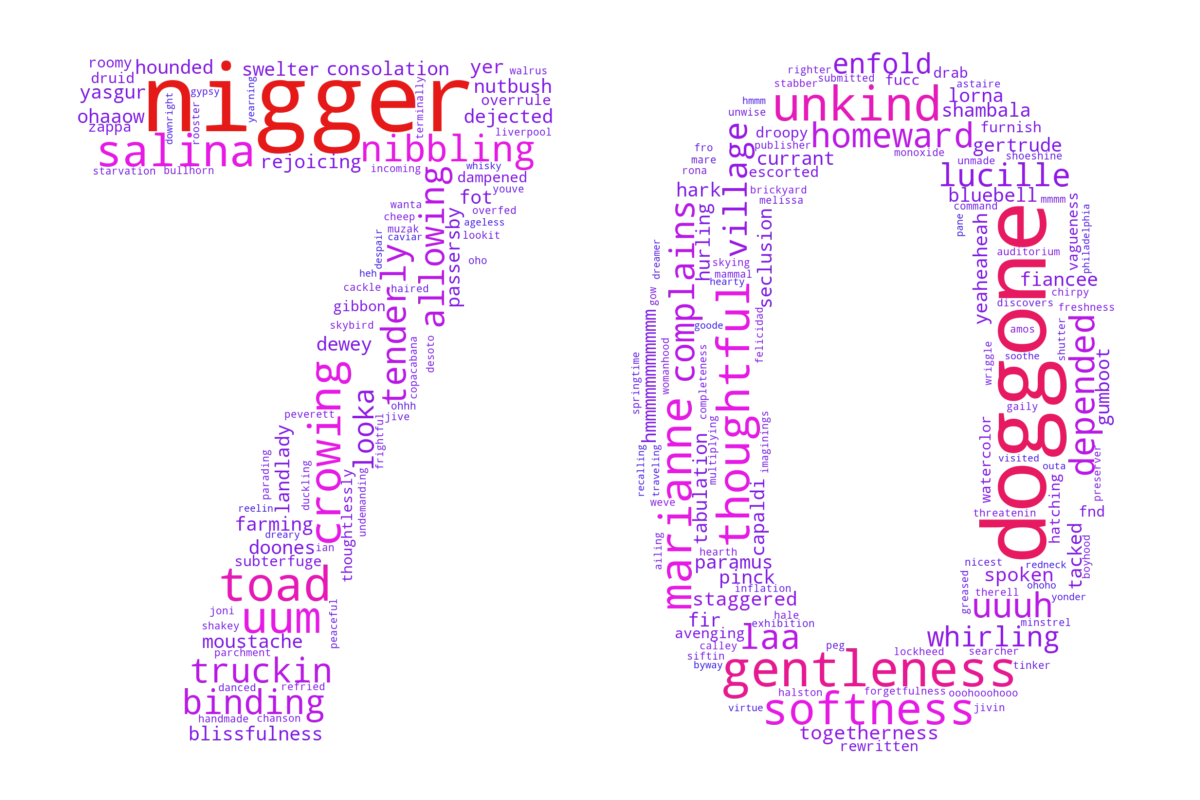 roomy
hounded
swelter
consolation
yer
walrus
druid
nigger
nutbush
yasgur
gypsy
yearning
terminally
overrule
ohaaow
downright
rooster
dejected
zappa
liverpool
salina
rejoicing
nibbling
starvation
bullhorn
incoming
whisky
dampened
allowing
fot
youve
wanta
overfed
cheep
ageless
muzak
passersby
lookit
caviar
despair
tenderly
oho
heh
cackle
haired
gibbon
skybird
desoto
dewey
copacabana
crowing
looka
ohhh
peverett
jive
frightful
landlady
parading
duckling
thoughtlessly
undemanding
reelin
farming
dreary
doones
ian
subterfuge
toad
joni
uum
peaceful
shakey
moustache
parchment
truckin
danced
refried
binding
handmade
chanson
blissfulness
righter
enfold
stabber
submitted
fucc
drab
astaire
hmmm
unkind
lorna
unwise
shambala
droopy
publisher
homeward
furnish
village
monoxide
gertrude
fro
currant
unmade
shoeshine
mare
escorted
rona
lucille
hark
brickyard
bluebell
mmmm
melissa
command
complains
hurling
seclusion
pane
doggone
vagueness
philadelphia
dreamer
skying
auditorium
mammal
yeaheaheah
hearty
fiancee
gow
thoughtful
chirpy
discovers
freshness
hmmmmmmmmmmm
goode
felicidad
amos
shutter
depended
springtime
womanhood
completeness
wriggle
soothe
gumboot
marianne
gaily
recalling
traveling
tabulation
multiplying
imaginings
watercolor
visited
outa
preserver
weve
capaldi
threatenin
hatching
fnd
ailing
hearth
tacked
boyhood
paramus
nicest
redneck
pinck
spoken
inflation
greased
ohoho
staggered
therell
yonder
uuuh
fir
hale
exhibition
minstrel
avenging
laa
whirling
calley
peg
lockheed
searcher
siftin
byway
gentleness
tinker
halston
forgetfulness
ooohooohooo
virtue
softness
jivin
togetherness
rewritten